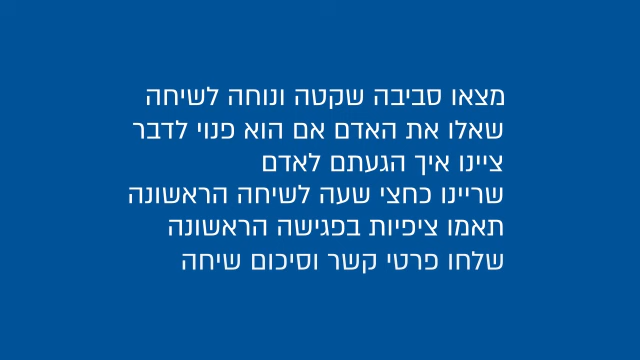 מצאו סביבה שקטה ונוחה לשיחה
שאלו את האדם אם הוא פנוי לדבר
ציינו איך הגעתם לאדם
שריינו כחצי שעה לשיחה הראשונה
תאמו ציפיות בפגישה הראשונה
שלחו פרטי קשר וסיכום שיחה